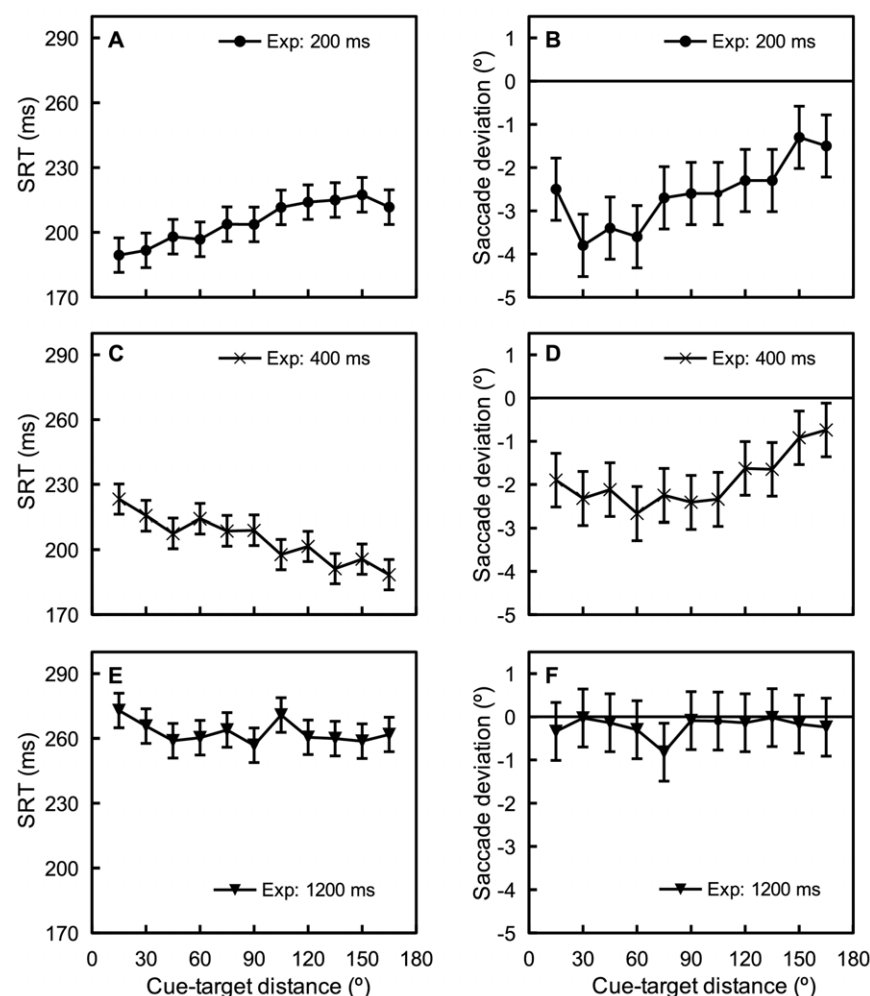 A
Exp: 200 ms
SRT (ms)
290
260
230
200
170
B
Exp: 200 ms
Saccade deviation (º)
1
0
-1
-2
-3
-4
-5
C
Exp: 400 ms
SRT (ms)
290
260
230
200
170
D
Exp: 400 ms
Saccade deviation (º)
1
0
-1
-2
-3
-4
-5
E
Exp: 1200 ms
SRT (ms)
290
260
230
200
170
0 30 60 90 120 150 180
Cue-target distance (º)
F
Exp: 1200 ms
Saccade deviation (º)
1
0
-1
-2
-3
-4
-5
0 30 60 90 120 150 180
Cue-target distance (º)